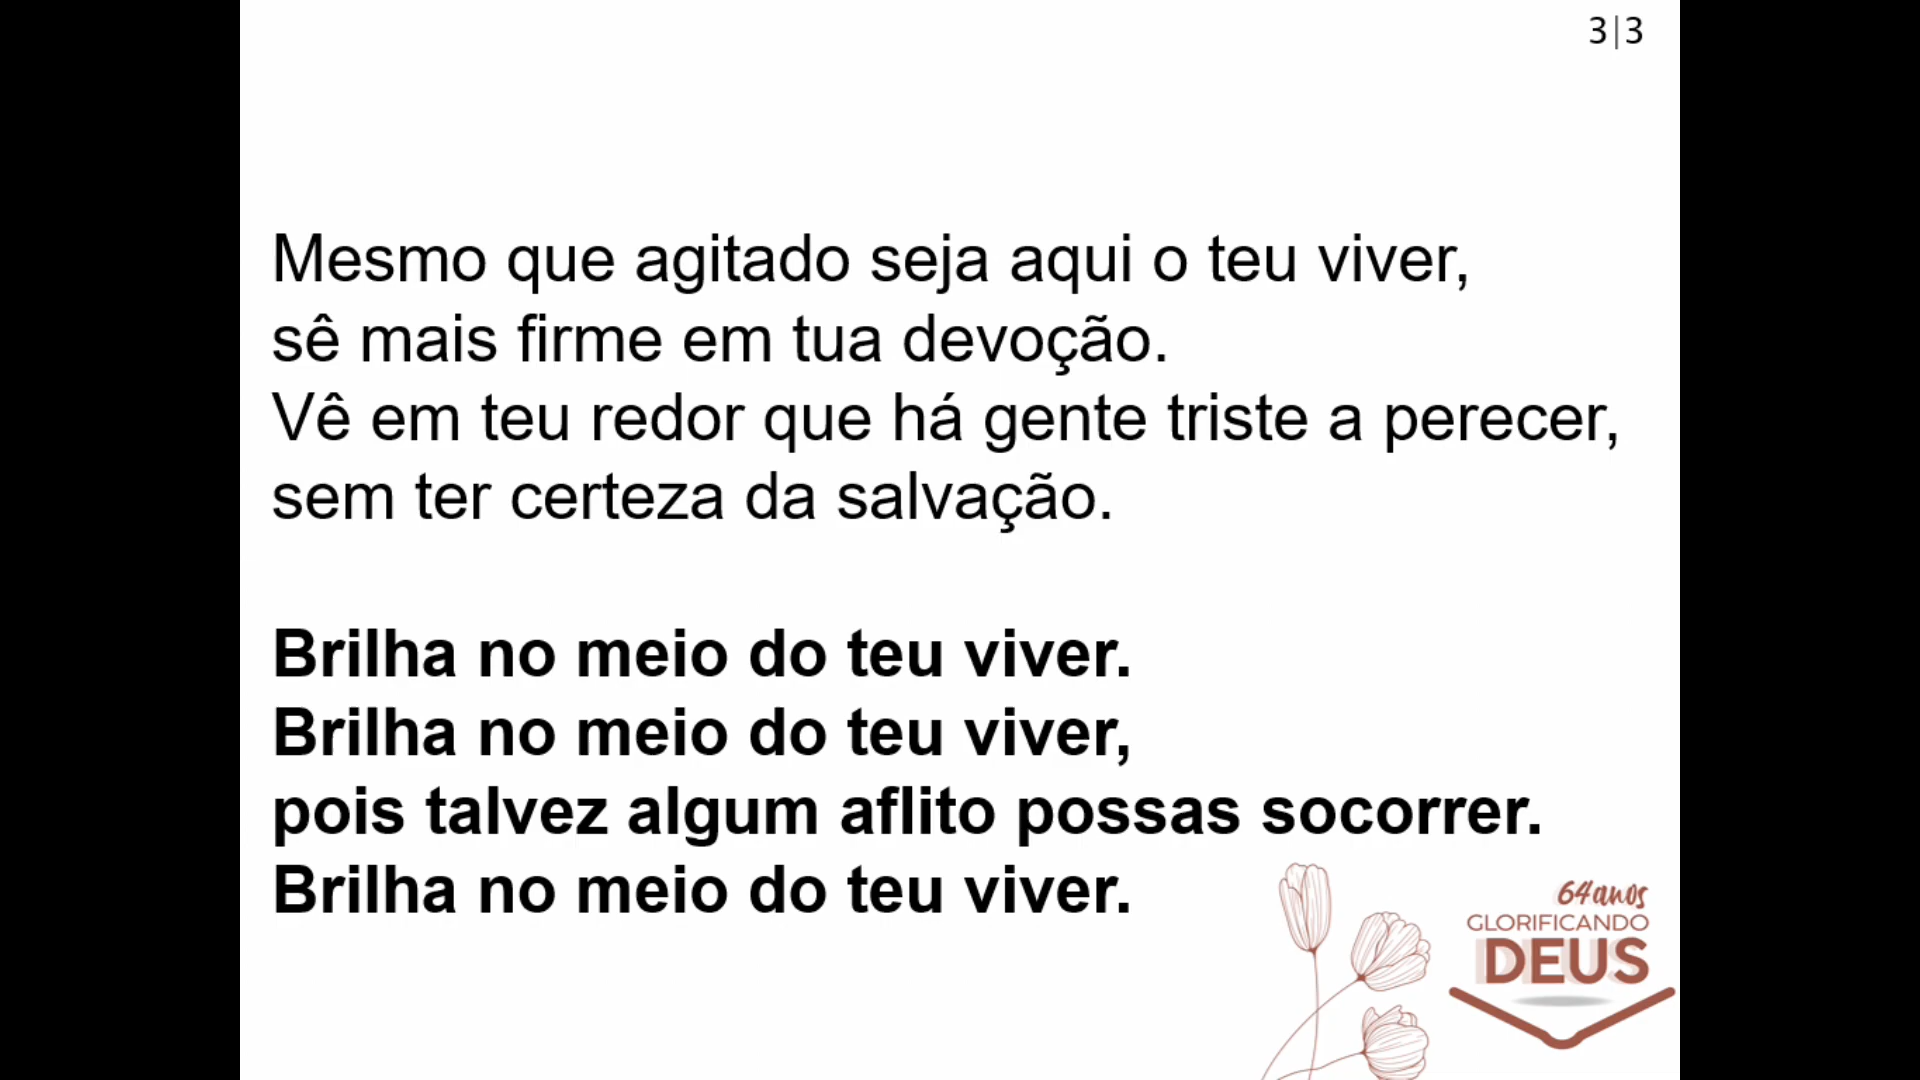 3|3
Mesmo que agitado seja aqui o teu viver,
sê mais firme em tua devoção.
Vê em teu redor que há gente triste a perecer,
sem ter certeza da salvação.
Brilha no meio do teu viver.
Brilha no meio do teu viver,
pois talvez algum aflito possas socorrer.
Brilha no meio do teu viver.
64 anos
GLORIFICANDO
DEUS